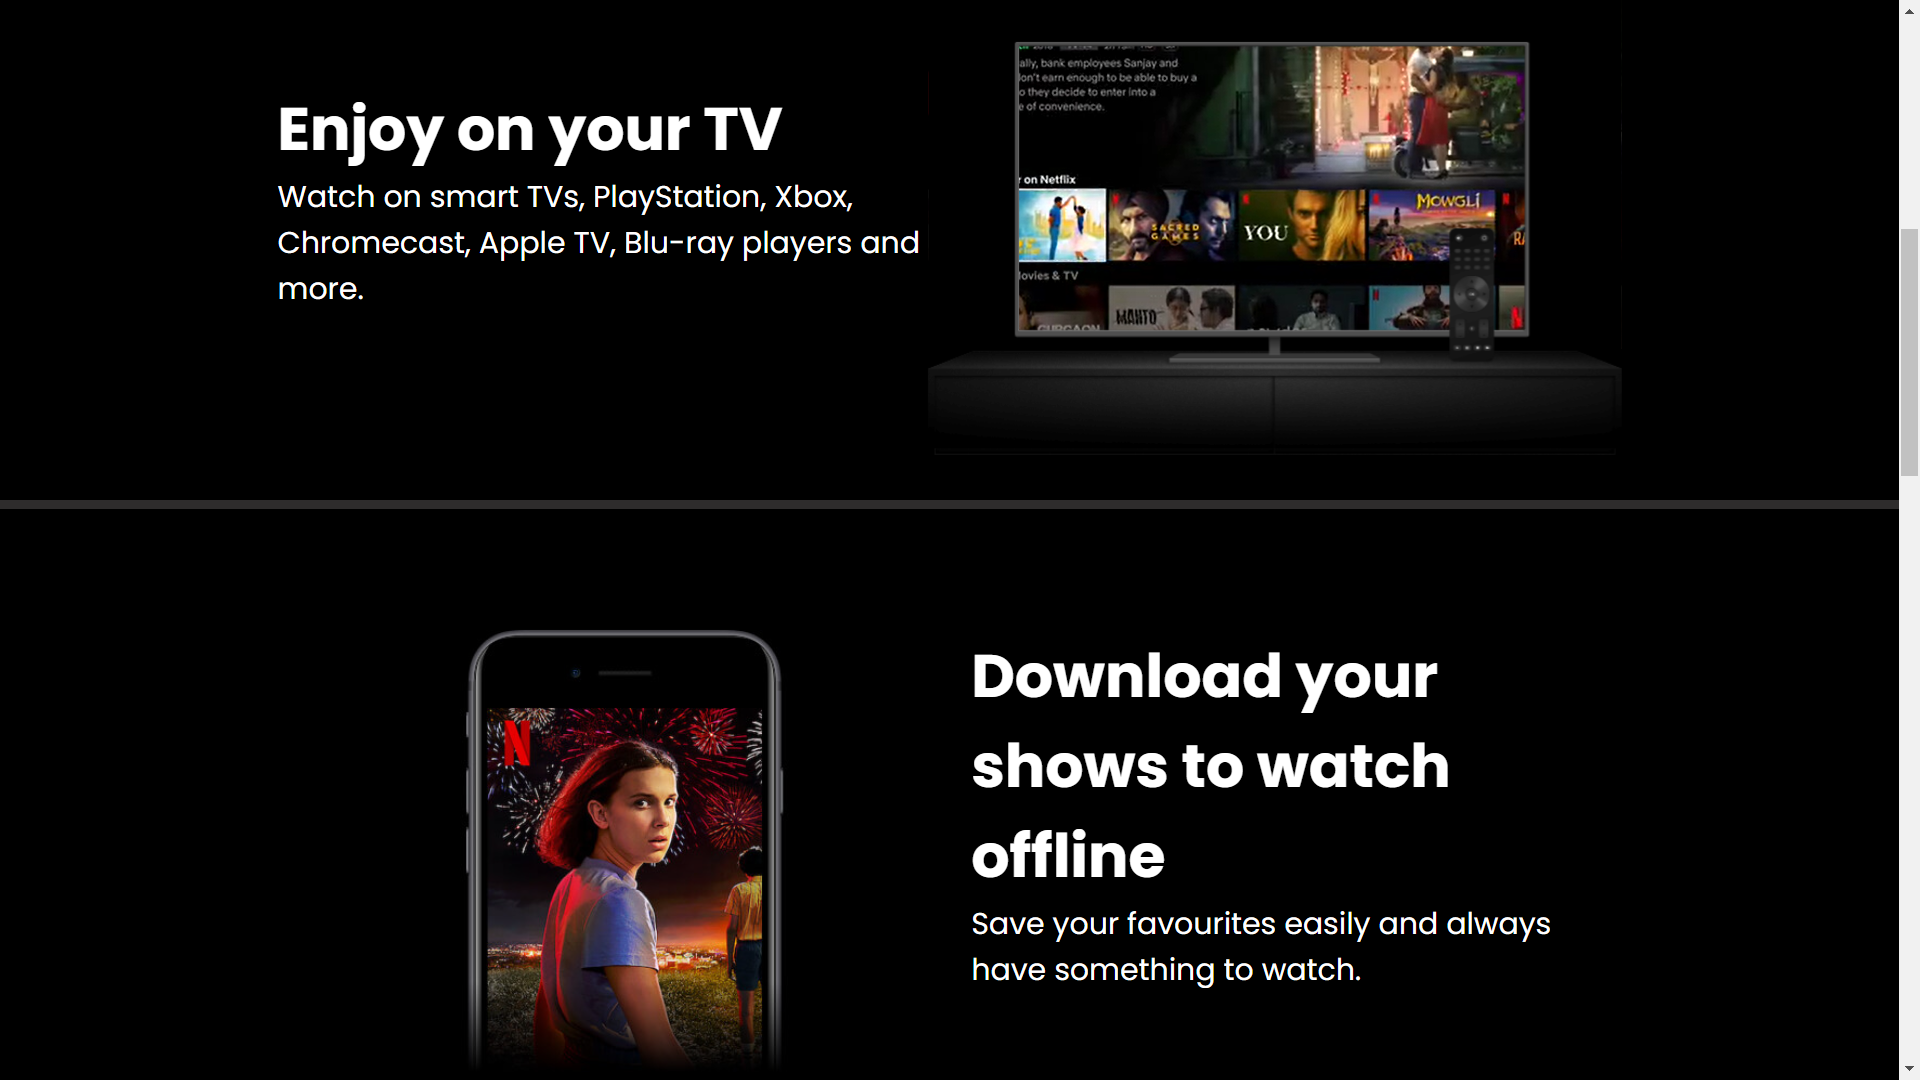 Enjoy on your TV
Watch on smart TVs, PlayStation, Xbox,
Chromecast, Apple TV, Blu-ray players and
more.
ally, bank employees Sanjay and
on't earn enough to be able to buy a
o they decide to enter into a
e of convenience.
r on Netflix
SACRED
GAMES
YOU
MOWGLI
ovies & TV
MANTO
GURGAON
N
Download your
shows to watch
offline
Save your favourites easily and always
have something to watch.